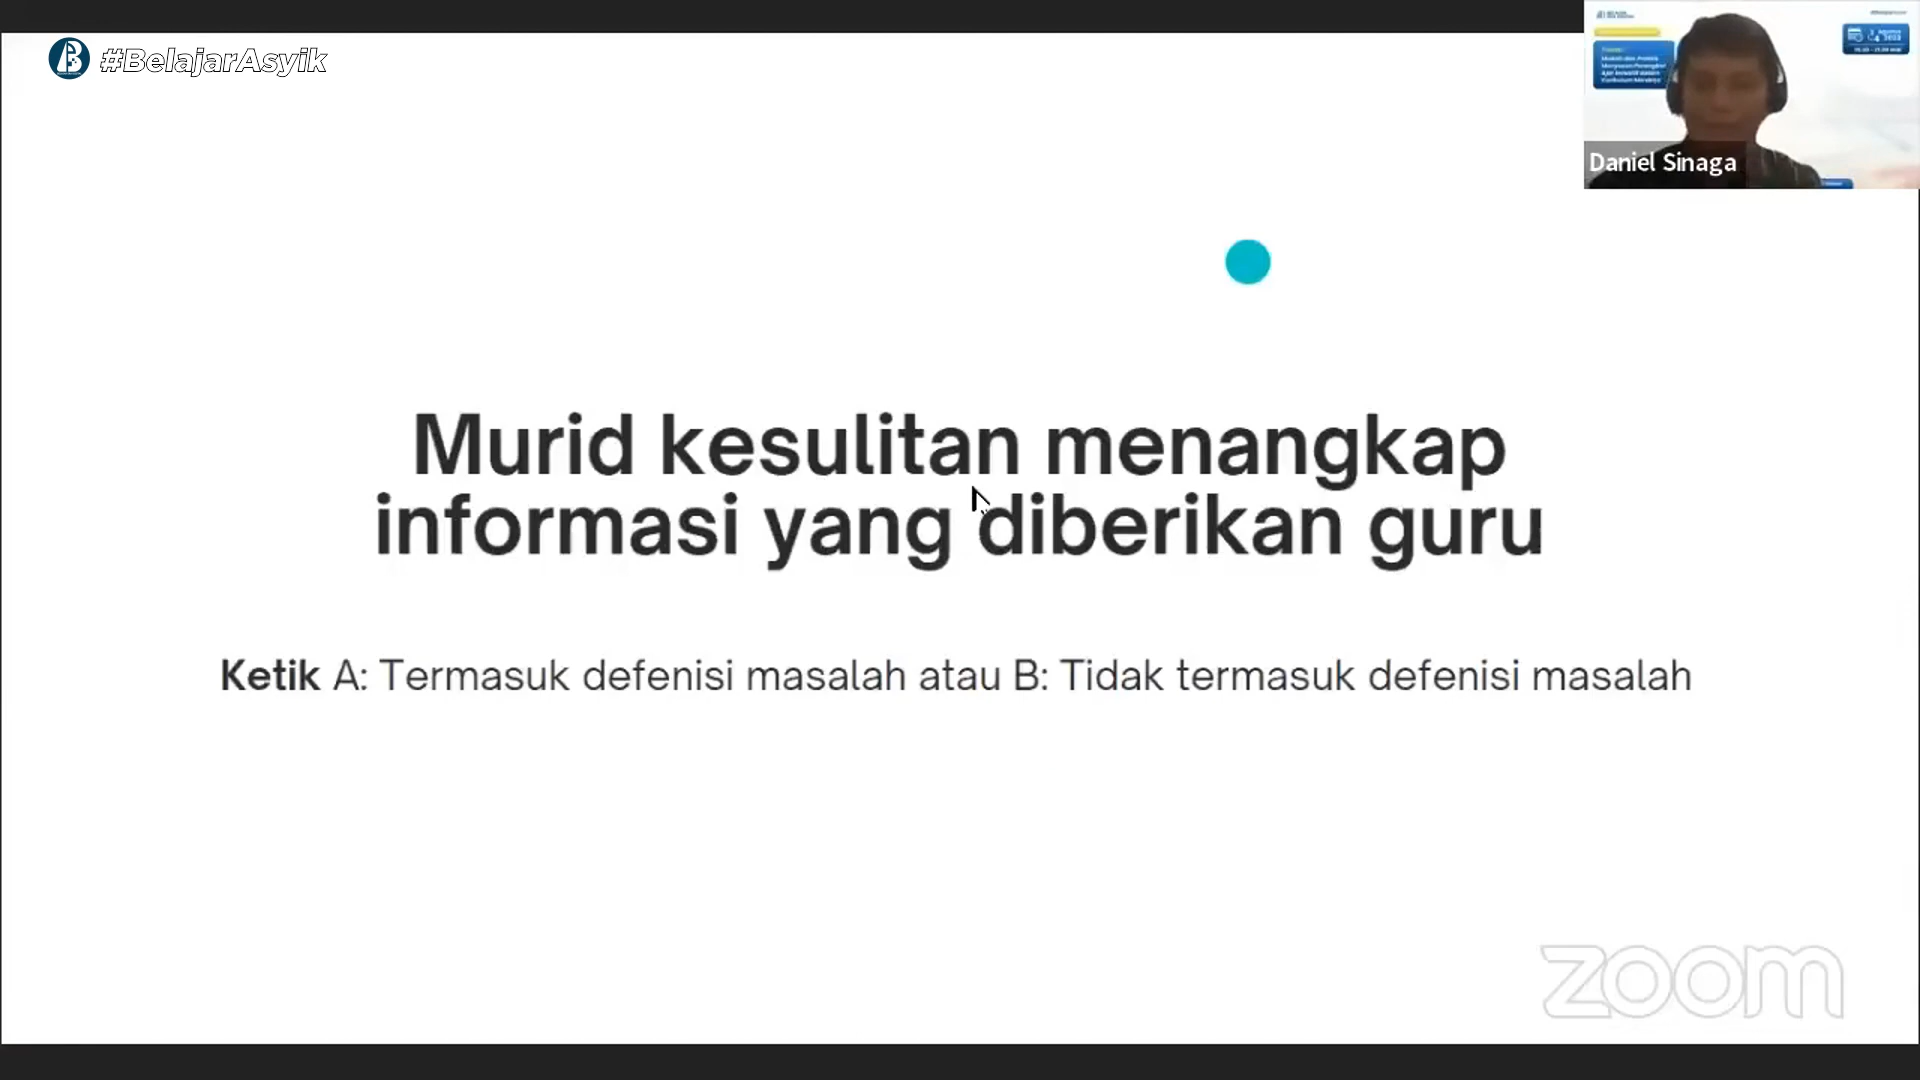 #BelajarAsyik
Daniel Sinaga
Murid kesulitan menangkap
informasi yang diberikan guru
Ketik A: Termasuk defenisi masalah atau B: Tidak termasuk defenisi masalah
zoom